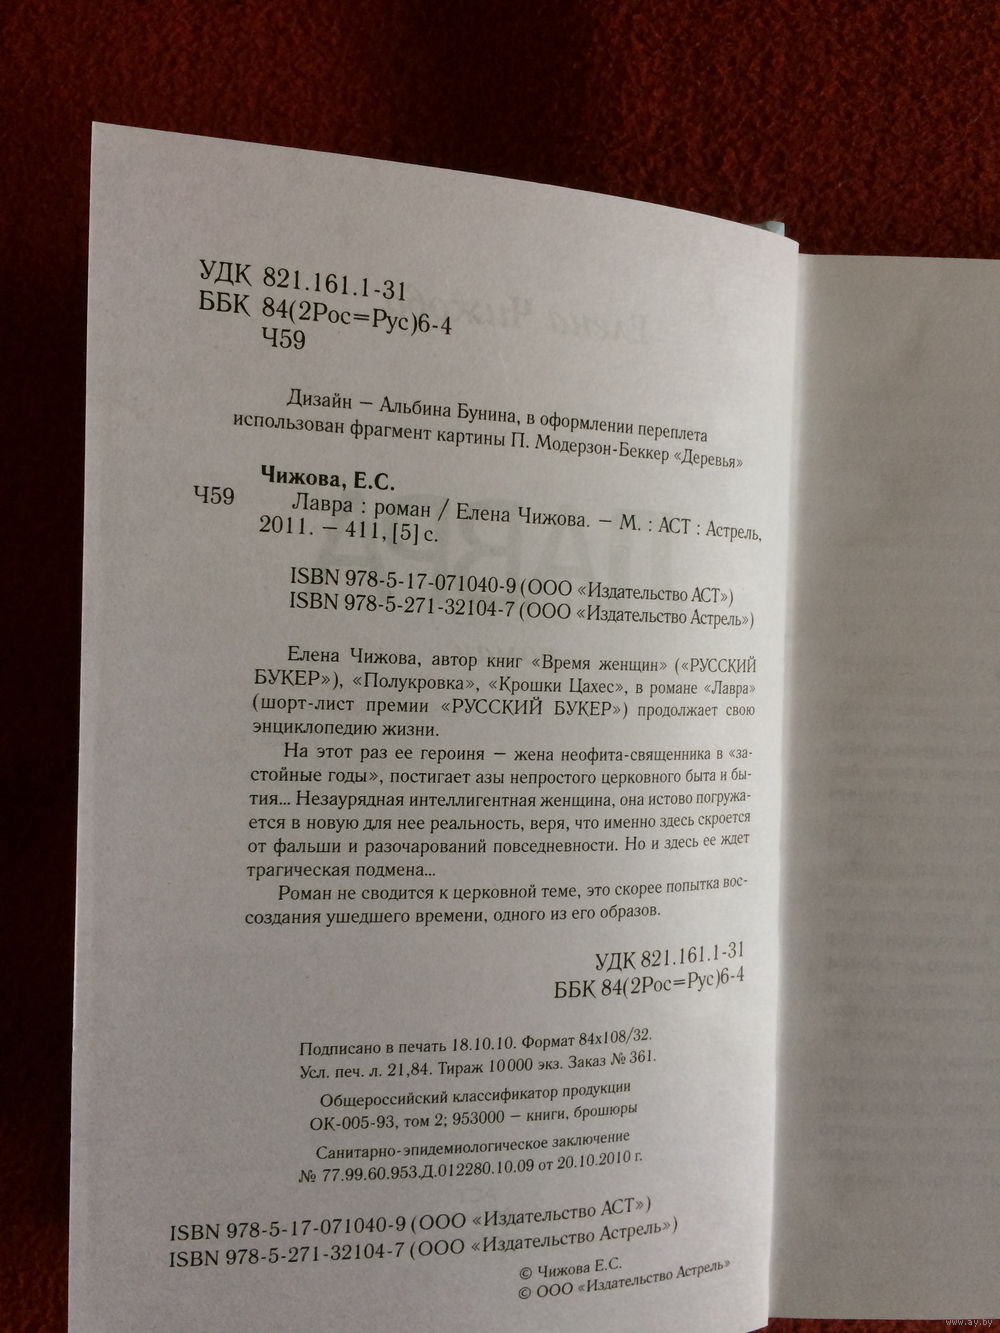 УДК 821.161.1-31
ББК 84(2Рос=Рус)6-4
Ч59
Дизайн — Альбина Бунина, в оформлении переплета
использован фрагмент картины П. Модерзон-Беккер «Деревья»
Чижова, Е.С.
Ч59 Лавра : роман / Елена Чижова. — М. : АСТ : Астрель,
2011. — 411, [5] с.
ISBN 978-5-17-071040-9 (ООО «Издательство АСТ»)
ISBN 978-5-271-32104-7 (ООО «Издательство Астрель»)
Елена Чижова, автор книг «Время женщин» («РУССКИЙ
БУКЕР»), «Полукровка», «Крошки Цахес», в романе «Лавра»
(шорт-лист премии «РУССКИЙ БУКЕР») продолжает свою
энциклопедию жизни.
На этот раз ее героиня — жена неофита-священника в «за-
стойные годы», постигает азы непростого церковного быта и бы-
тия... Незаурядная интеллигентная женщина, она истово погружа-
ется в новую для нее реальность, веря, что именно здесь скроется
от фальши и разочарований повседневности. Но и здесь ее ждет
трагическая подмена...
Роман не сводится к церковной теме, это скорее попытка вос-
создания ушедшего времени, одного из его образов.
УДК 821.161.1-31
ББК 84(2Рос=Рус)6-4
Подписано в печать 18.10.10. Формат 84x108/32.
Усл. печ. л. 21,84. Тираж 10 000 экз. Заказ № 361.
Общероссийский классификатор продукции
ОК-005-93, том 2; 953000 — книги, брошюры
Санитарно-эпидемиологическое заключение
№ 77.99.60.953.Д.012280.10.09 от 20.10.2010 г.
ISBN 978-5-17-071040-9 (ООО «Издательство АСТ»)
ISBN 978-5-271-32104-7 (ООО «Издательство Астрель»)
© Чижова Е.С.
© ООО «Издательство Астрель»
www.ay.by